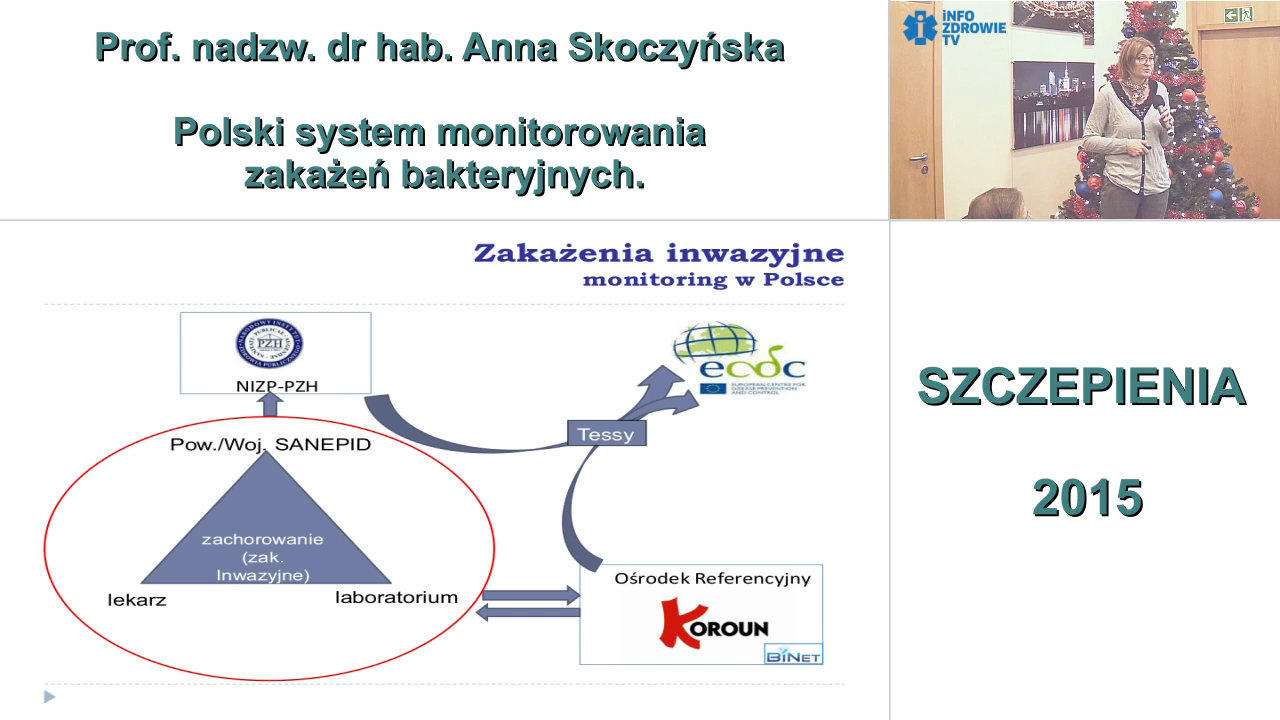 Prof. nadzw. dr hab. Anna Skoczyńska
Polski system monitorowania
zakażeń bakteryjnych.
iNFO
ZDROWIE
TV
Zakażenia inwazyjne
monitoring w Polsce
PZH
NIZP-PZH
ecdc
EUROPEAN CENTRE FOR
DISEASE PREVENTION
AND CONTROL
Tessy
Pow./Woj. SANEPID
zachorowanie
(zak.
Inwazyjne)
lekarz
laboratorium
Ośrodek Referencyjny
KOROUN
BiNet
SZCZEPIENIA
2015